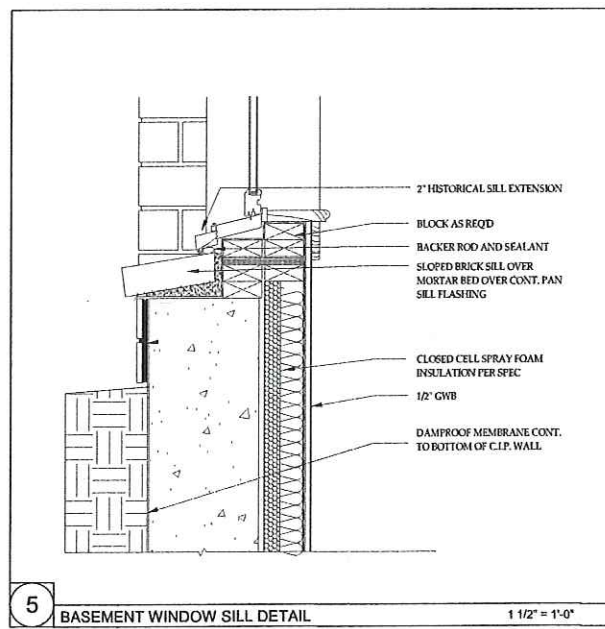 2" HISTORICAL SILL EXTENSION
BLOCK AS REQ'D
BACKER ROD AND SEALANT
SLOPED BRICK SILL OVER
MORTAR BED OVER CONT. PAN
SILL FLASHING
CLOSED CELL SPRAY FOAM
INSULATION PER SPEC
1/2" GWB
DAMPROOF MEMBRANE CONT.
TO BOTTOM OF C.I.P. WALL
5
BASEMENT WINDOW SILL DETAIL
1 1/2" = 1'-0"